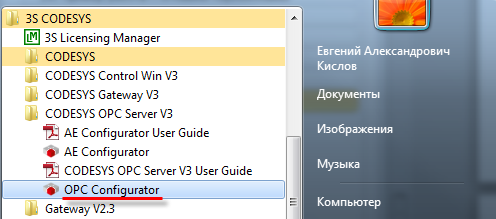 3S CODESYS
3S Licensing Manager
CODESYS
CODESYS Control Win V3
CODESYS Gateway V3
CODESYS OPC Server V3
AE Configurator User Guide
AE Configurator
CODESYS OPC Server V3 User Guide
OPC Configurator
Gateway V2.3
Евгений Александрович
Кислов
Документы
Изображения
Музыка
Компьютер